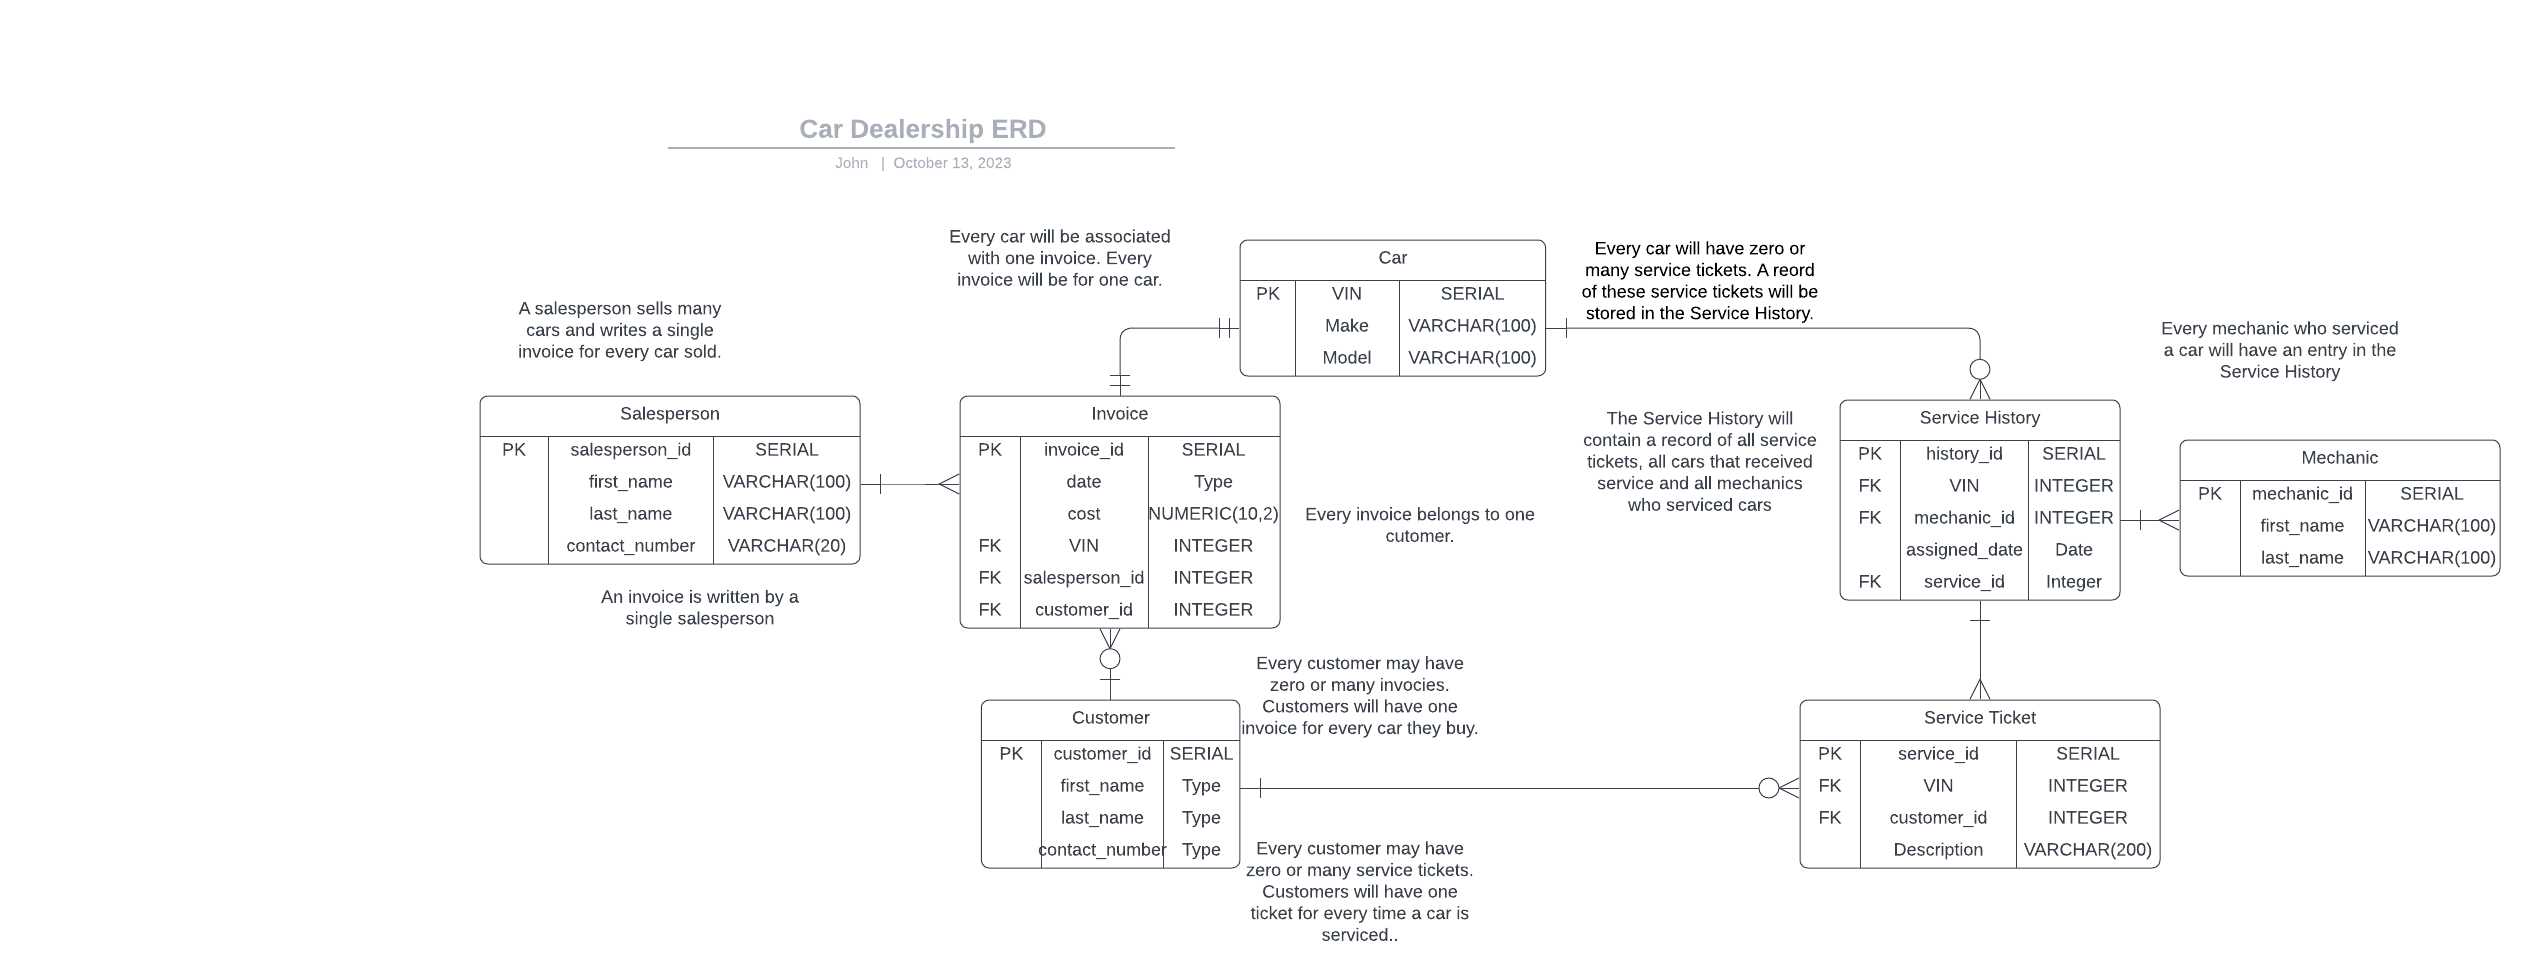 Car Dealership ERD
John | October 13, 2023
Every car will be associated
with one invoice. Every
invoice will be for one car.
Car
PK VIN SERIAL
Make VARCHAR(100)
Model VARCHAR(100)
Every car will have zero or
many service tickets. A reord
of these service tickets will be
stored in the Service History.
A salesperson sells many
cars and writes a single
invoice for every car sold.
Every mechanic who serviced
a car will have an entry in the
Service History
Salesperson
PK salesperson_id SERIAL
first_name VARCHAR(100)
last_name VARCHAR(100)
contact_number VARCHAR(20)
An invoice is written by a
single salesperson
Invoice
PK invoice_id SERIAL
date Type
cost NUMERIC(10,2)
FK VIN INTEGER
FK salesperson_id INTEGER
FK customer_id INTEGER
Every invoice belongs to one
cutomer.
The Service History will
contain a record of all service
tickets, all cars that received
service and all mechanics
who serviced cars
Service History
PK history_id SERIAL
FK VIN INTEGER
FK mechanic_id INTEGER
assigned_date Date
FK service_id Integer
Mechanic
PK mechanic_id SERIAL
first_name VARCHAR(100)
last_name VARCHAR(100)
Every customer may have
zero or many invocies.
Customers will have one
invoice for every car they buy.
Customer
PK customer_id SERIAL
first_name Type
last_name Type
contact_number Type
Every customer may have
zero or many service tickets.
Customers will have one
ticket for every time a car is
serviced..
Service Ticket
PK service_id SERIAL
FK VIN INTEGER
FK customer_id INTEGER
Description VARCHAR(200)